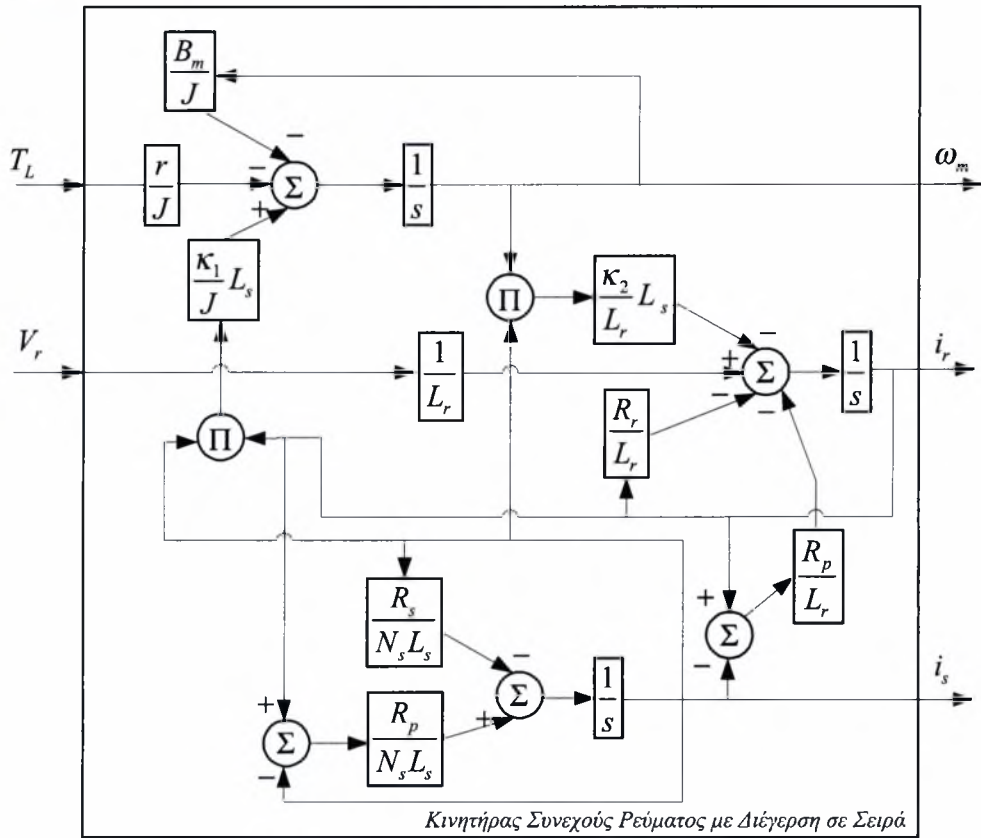 B_m / J
−
T_L
r / J
−
Σ
1 / s
ω_m
+
κ_1 / J L_s
Π
κ_2 / L_r L_s
−
V_r
1 / L_r
+
Σ
1 / s
i_r
−
−
Π
R_r / L_r
R_p / L_r
R_s / N_s L_s
+
Σ
−
−
Σ
1 / s
i_s
+
Σ
−
R_p / N_s L_s
+
Κινητήρας Συνεχούς Ρεύματος με Διέγερση σε Σειρά